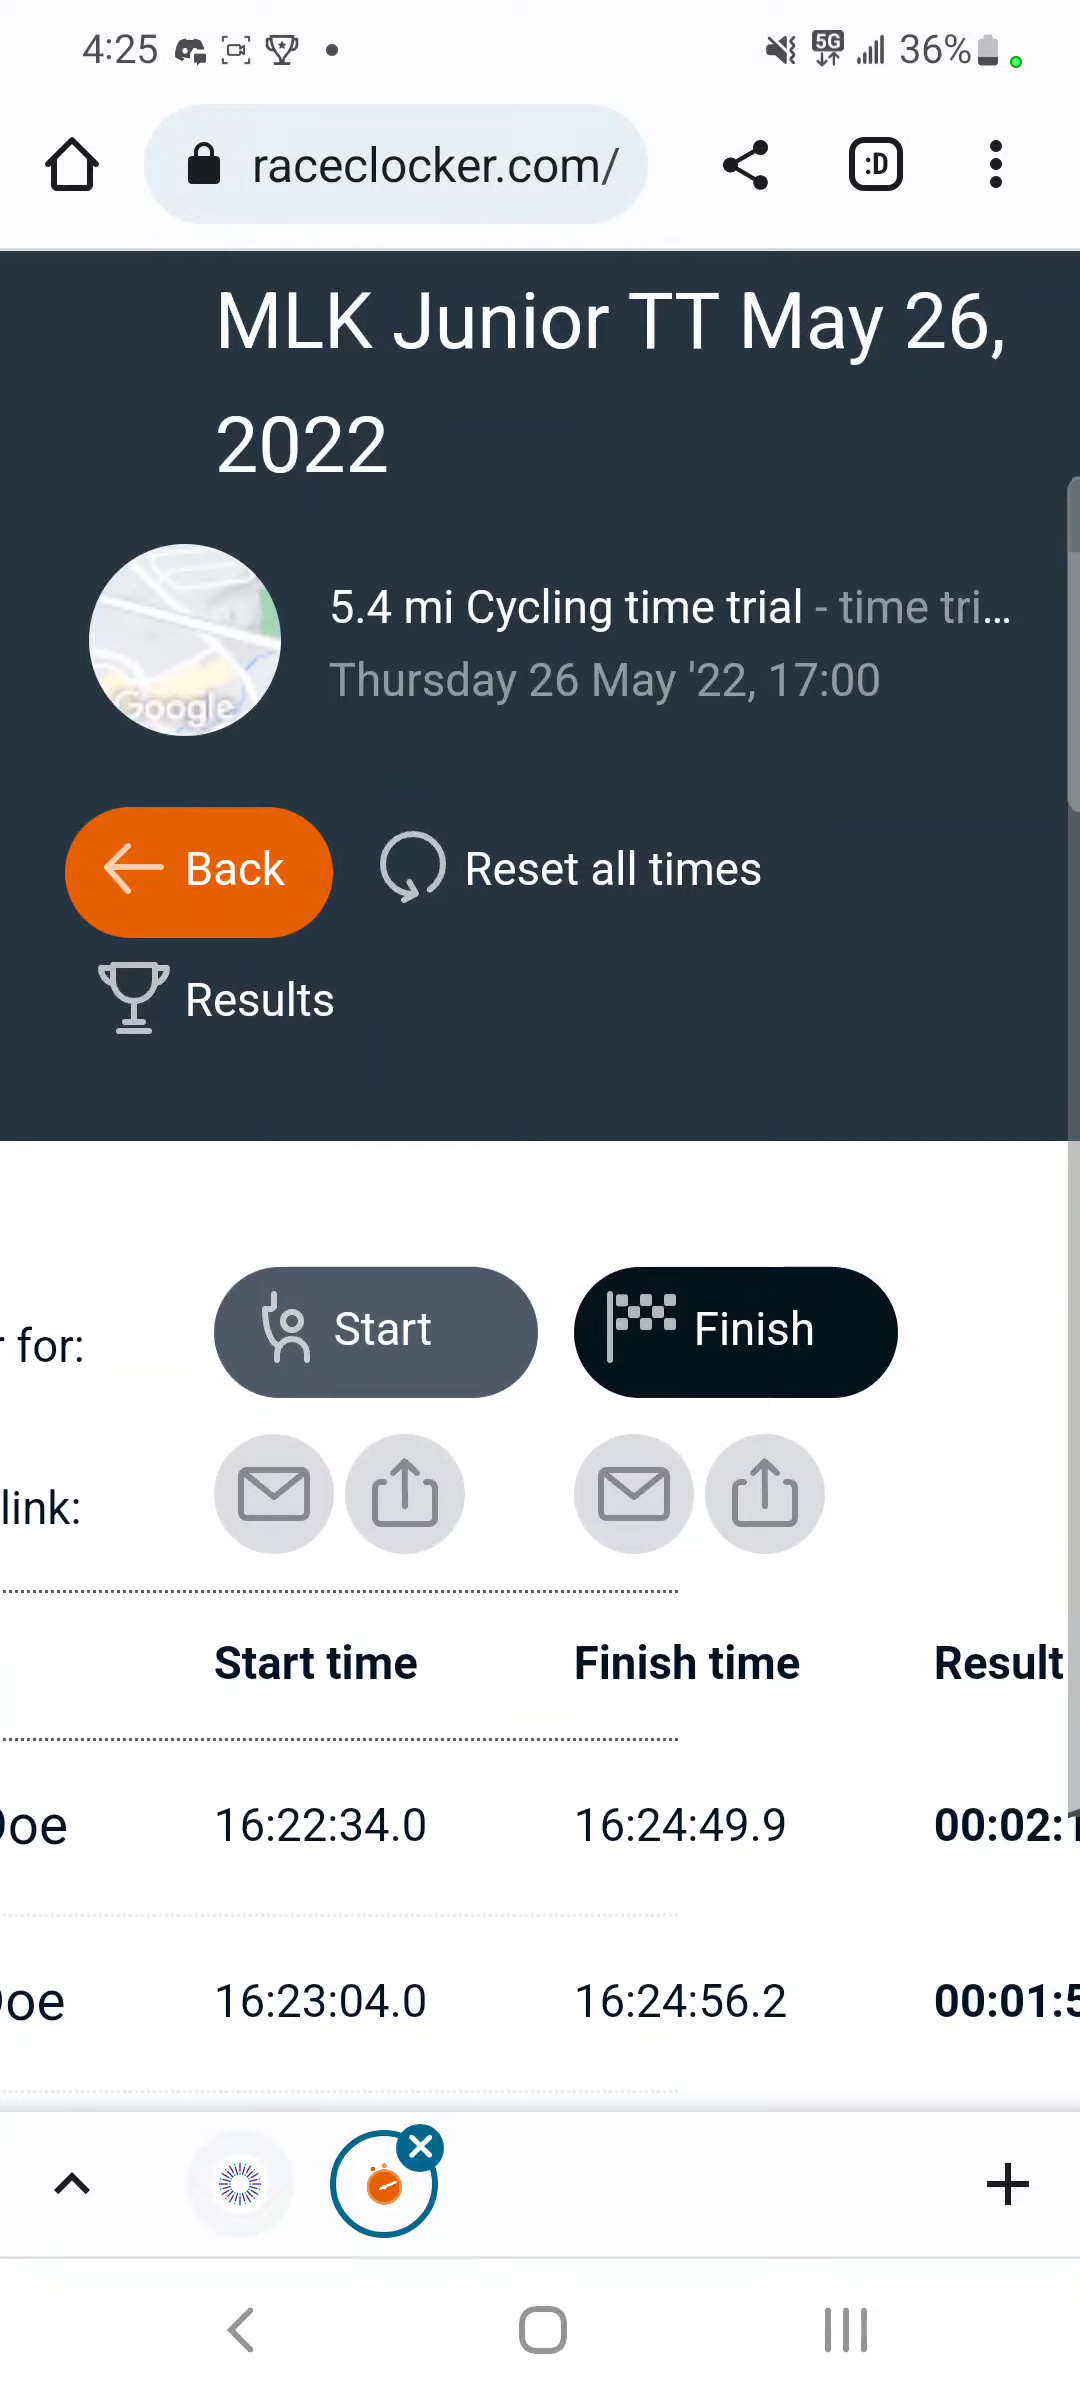 4:25
5G 36%
raceclocker.com/
:D
MLK Junior TT May 26,
2022
5.4 mi Cycling time trial - time tri...
Thursday 26 May '22, 17:00
Google
Back
Reset all times
Results
for:
Start
Finish
link:
Start time Finish time Result
Doe 16:22:34.0 16:24:49.9 00:02:1
Doe 16:23:04.0 16:24:56.2 00:01:5